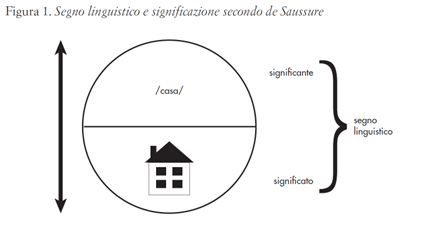 Figura 1. Segno linguistico e significazione secondo de Saussure
significante
/casa/
segno
linguistico
significato